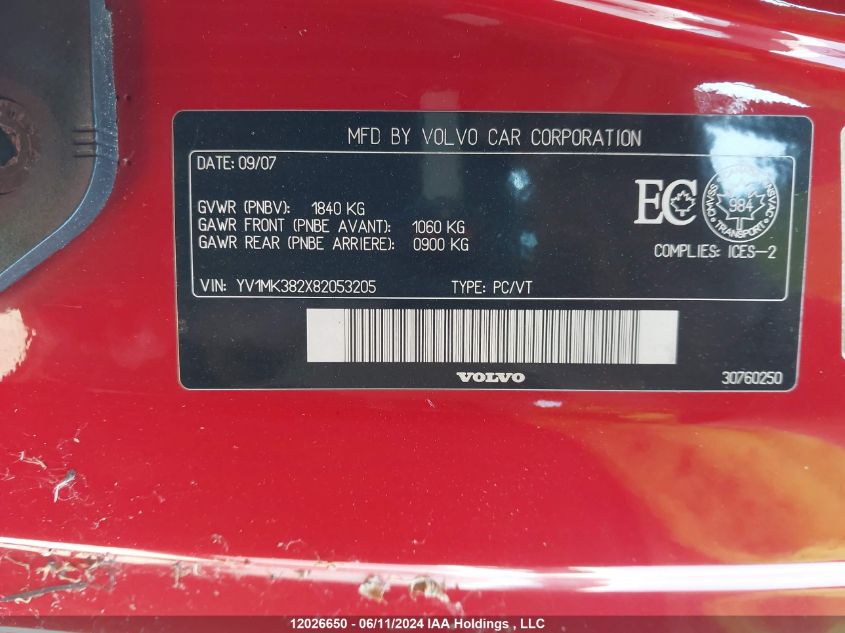 MFD BY VOLVO CAR CORPORATION
DATE: 09/07
GVWR (PNBV): 1840 KG
GAWR FRONT (PNBE AVANT): 1060 KG
GAWR REAR (PNBE ARRIERE): 0900 KG
EC
984
TRANSPORT
COMPLIES: ICES-2
VIN: YV1MK382X82053205 TYPE: PC/VT
VOLVO
30760250
12026650 - 06/11/2024 IAA Holdings , LLC